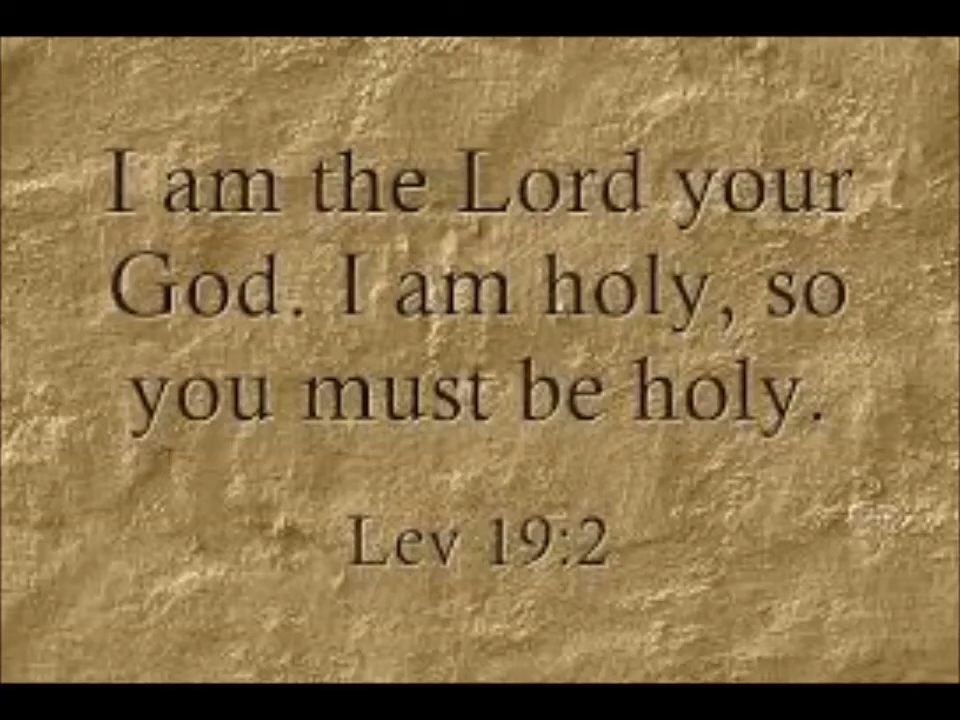 I am the Lord your
God. I am holy, so
you must be holy.
Lev 19:2